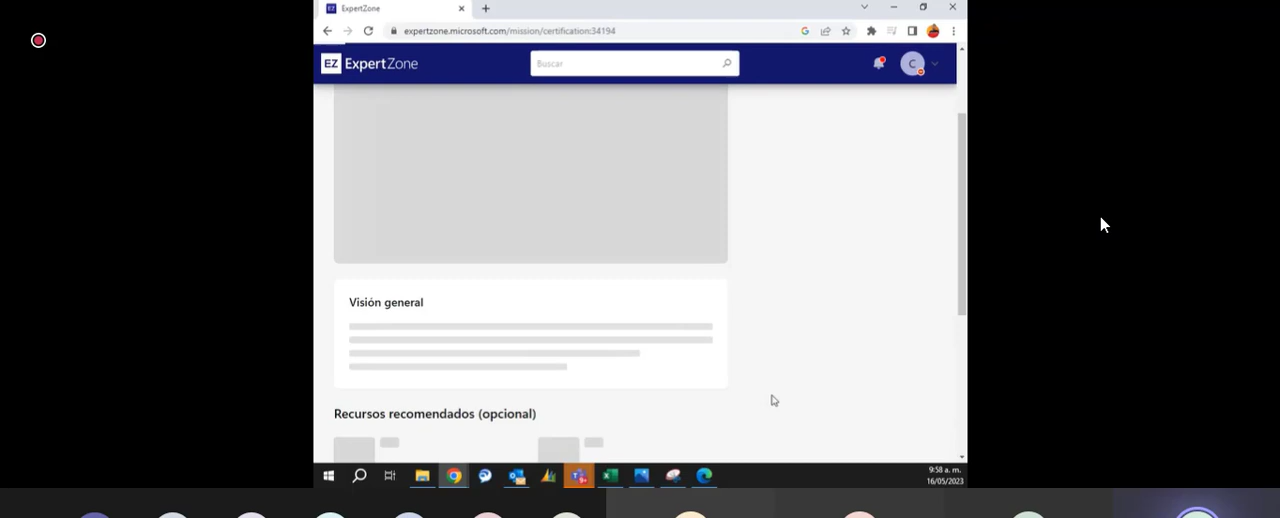 ExpertZone
expertzone.microsoft.com/mission/certification:34194
EZ ExpertZone
Buscar
C
Visión general
Recursos recomendados (opcional)
9:58 a. m.
16/05/2023